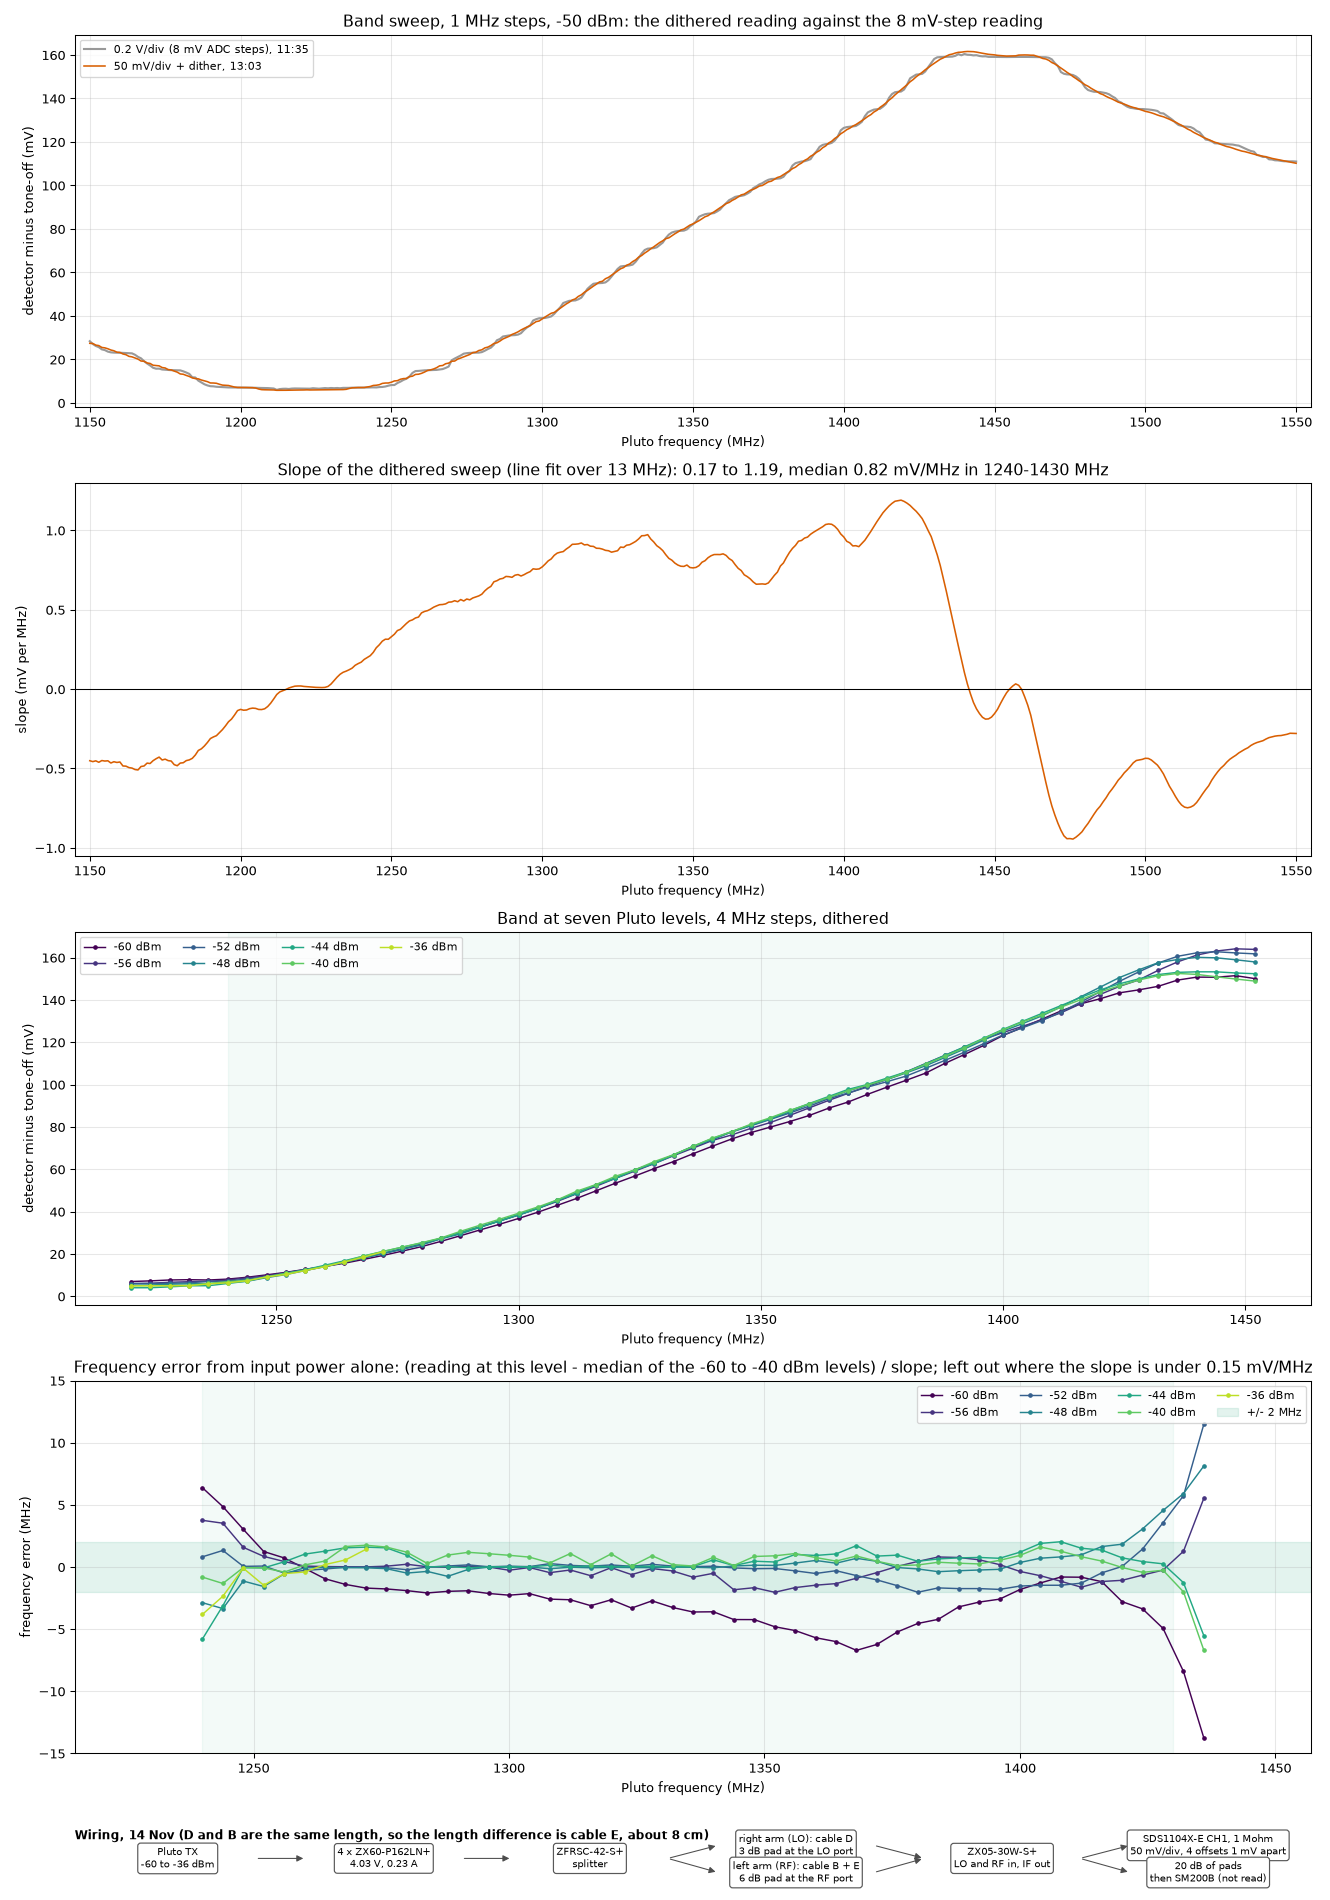 Band sweep, 1 MHz steps, -50 dBm: the dithered reading against the 8 mV-step reading
0.2 V/div (8 mV ADC steps), 11:35
50 mV/div + dither, 13:03
detector minus tone-off (mV)
160
140
120
100
80
60
40
20
0
1150 1200 1250 1300 1350 1400 1450 1500 1550
Pluto frequency (MHz)
Slope of the dithered sweep (line fit over 13 MHz): 0.17 to 1.19, median 0.82 mV/MHz in 1240-1430 MHz
slope (mV per MHz)
1.0
0.5
0.0
−0.5
−1.0
1150 1200 1250 1300 1350 1400 1450 1500 1550
Pluto frequency (MHz)
Band at seven Pluto levels, 4 MHz steps, dithered
-60 dBm -52 dBm -44 dBm -36 dBm
-56 dBm -48 dBm -40 dBm
detector minus tone-off (mV)
160
140
120
100
80
60
40
20
0
1250 1300 1350 1400 1450
Pluto frequency (MHz)
Frequency error from input power alone: (reading at this level - median of the -60 to -40 dBm levels) / slope; left out where the slope is under 0.15 mV/MHz
-60 dBm -52 dBm -44 dBm -36 dBm
-56 dBm -48 dBm -40 dBm +/- 2 MHz
frequency error (MHz)
15
10
5
0
−5
−10
−15
1250 1300 1350 1400 1450
Pluto frequency (MHz)
Wiring, 14 Nov (D and B are the same length, so the length difference is cable E, about 8 cm)
Pluto TX
-60 to -36 dBm
4 x ZX60-P162LN+
4.03 V, 0.23 A
ZFRSC-42-S+
splitter
right arm (LO): cable D
3 dB pad at the LO port
left arm (RF): cable B + E
6 dB pad at the RF port
ZX05-30W-S+
LO and RF in, IF out
SDS1104X-E CH1, 1 Mohm
50 mV/div, 4 offsets 1 mV apart
20 dB of pads
then SM200B (not read)